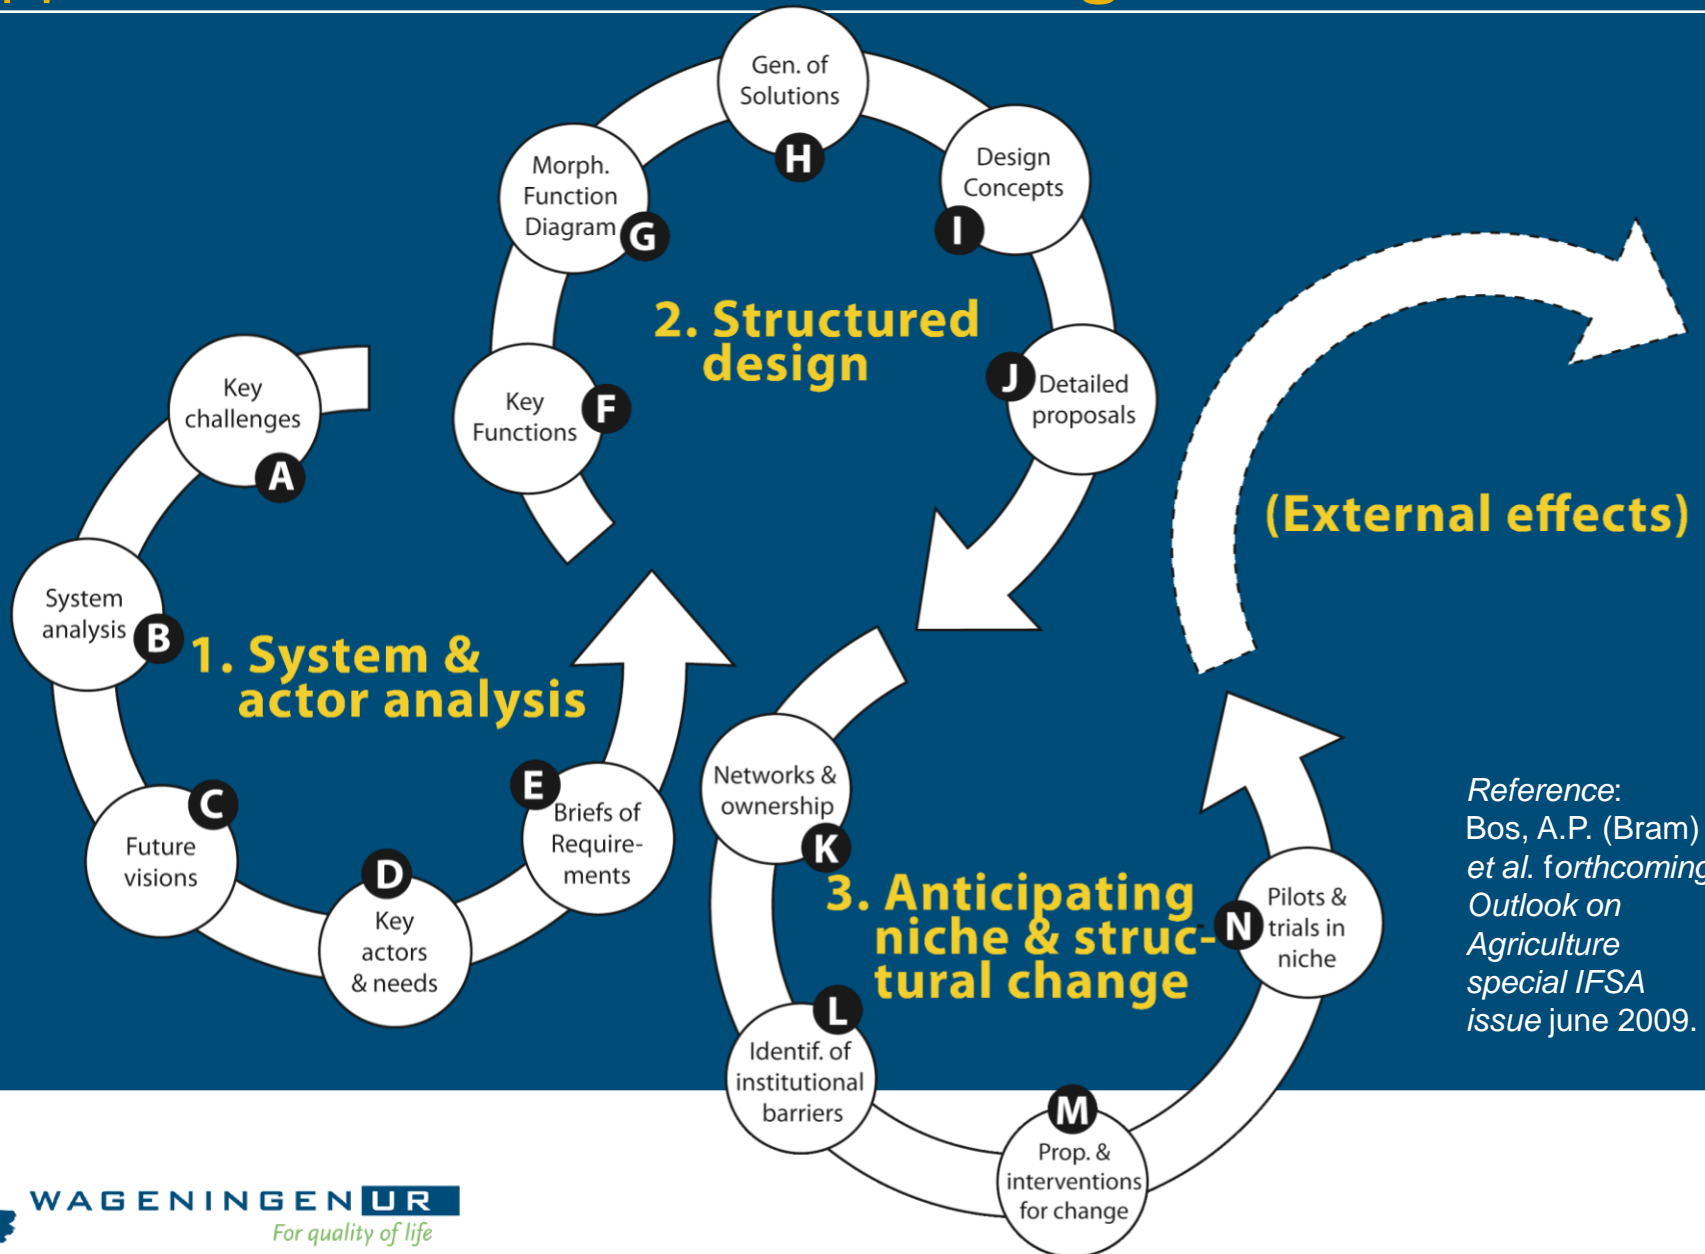 Gen. of
Solutions
H
Morph.
Function
Diagram
G
Design
Concepts
I
2. Structured
design
Key
Functions
F
J
Detailed
proposals
Key
challenges
A
System
analysis
B
1. System &
actor analysis
C
Future
visions
D
Key
actors
& needs
E
Briefs of
Require-
ments
(External effects)
Networks &
ownership
K
3. Anticipating
niche & struc-
tural change
L
Identif. of
institutional
barriers
M
Prop. &
interventions
for change
N
Pilots &
trials in
niche
Reference:
Bos, A.P. (Bram)
et al. forthcoming
Outlook on
Agriculture
special IFSA
issue june 2009.
WAGENINGEN UR
For quality of life